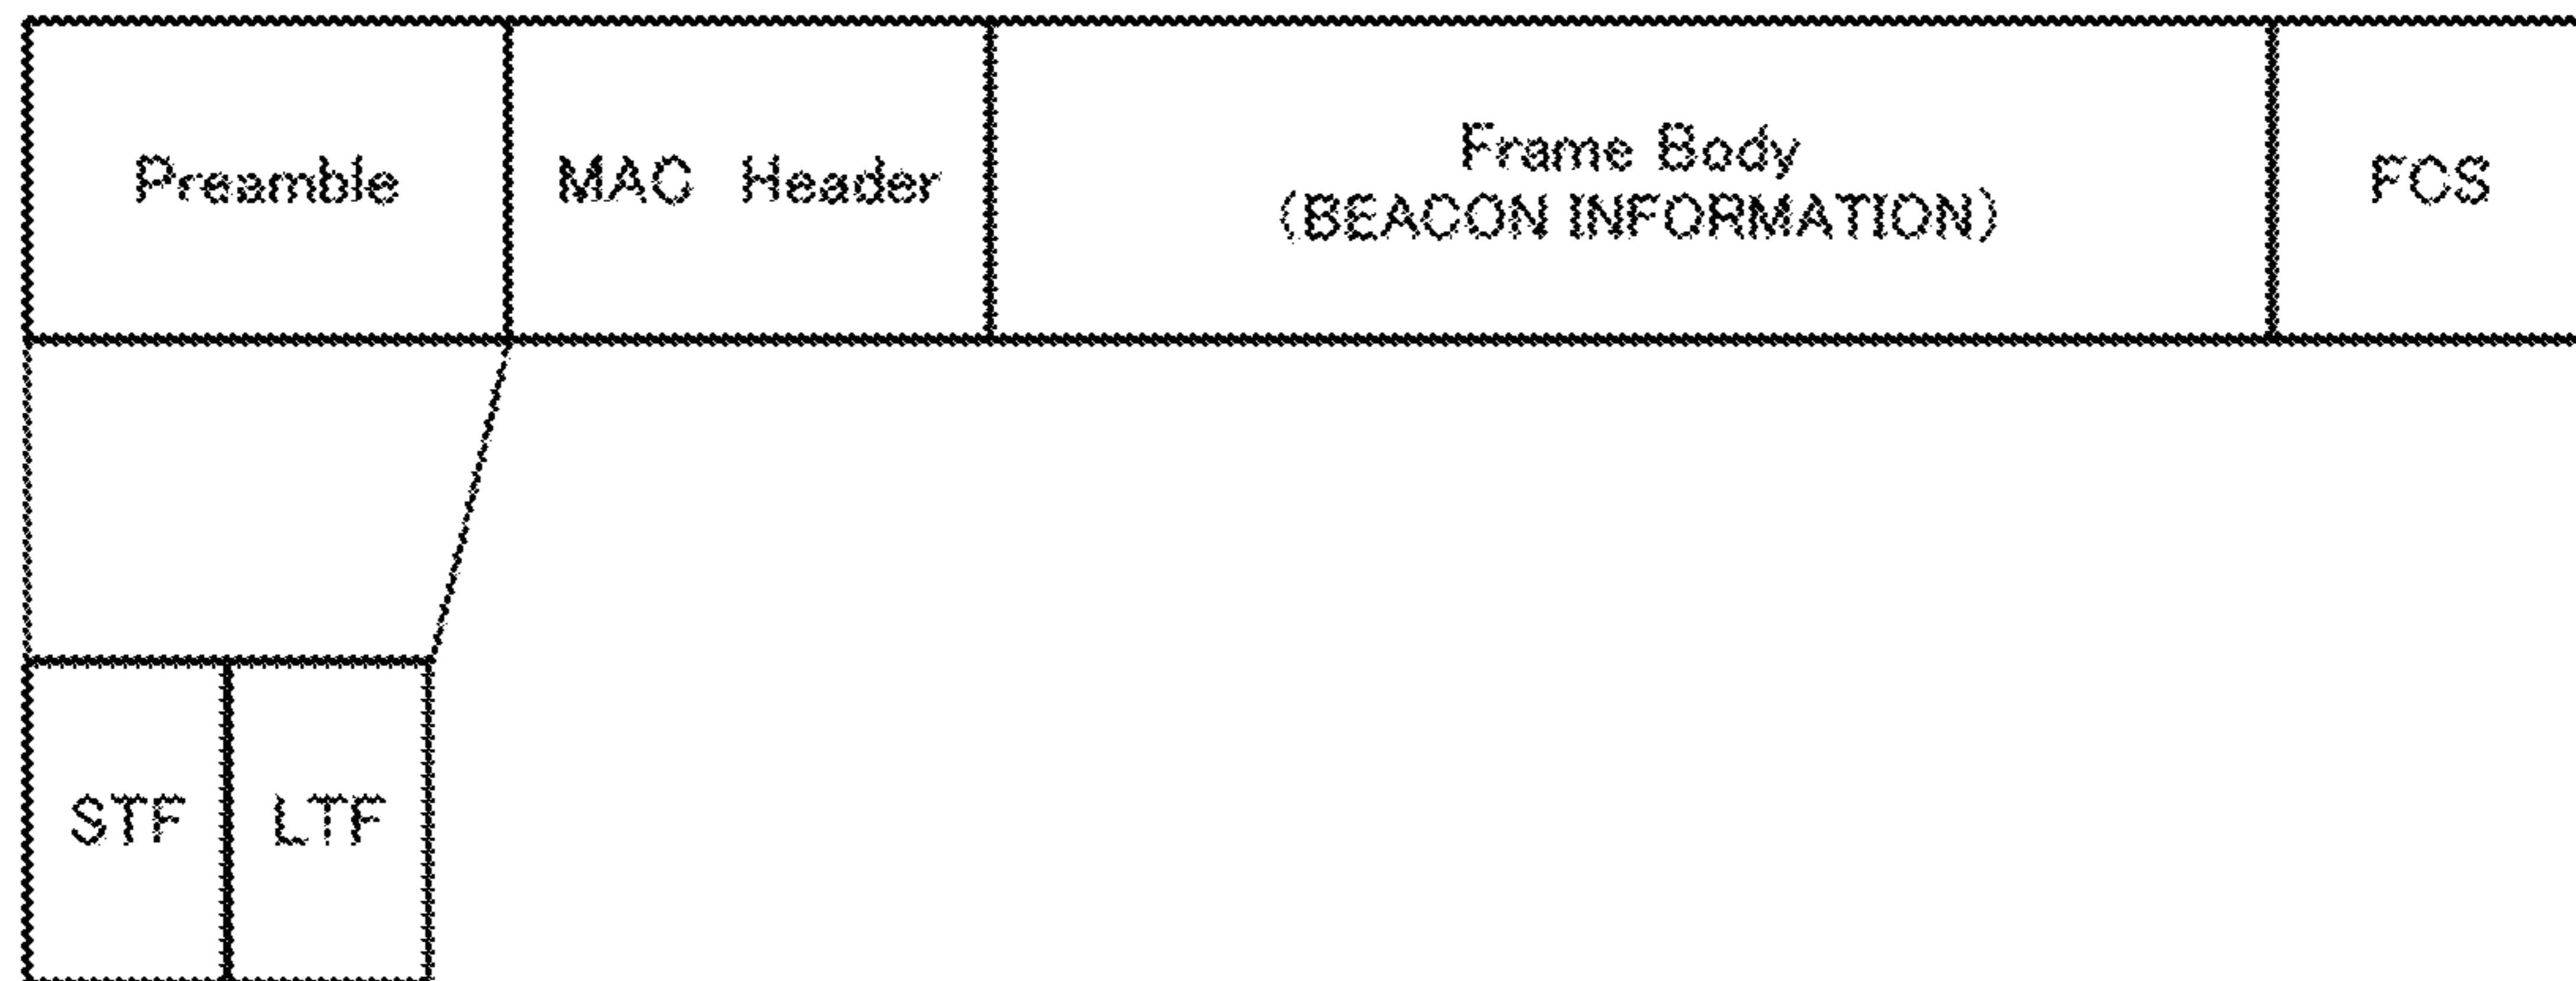 Preamble
MAC Header
Frame Body
(BEACON INFORMATION)
FCS
STF
LTF